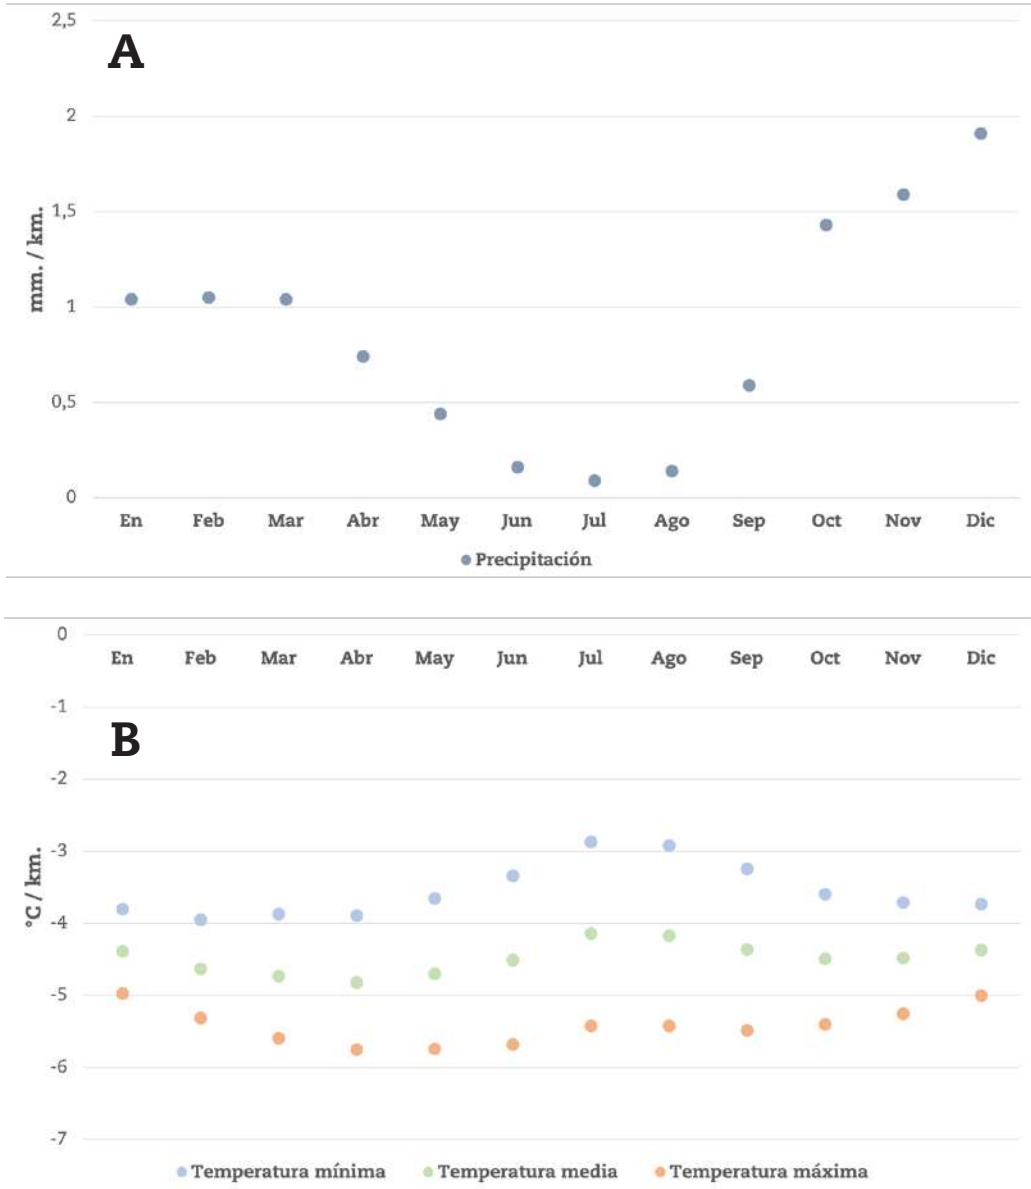 2,5
A
2
1,5
mm. / km.
1
0,5
0
En Feb Mar Abr May Jun Jul Ago Sep Oct Nov Dic
Precipitación
0
En Feb Mar Abr May Jun Jul Ago Sep Oct Nov Dic
-1
B
-2
-3
°C / km.
-4
-5
-6
-7
Temperatura mínima Temperatura media Temperatura máxima